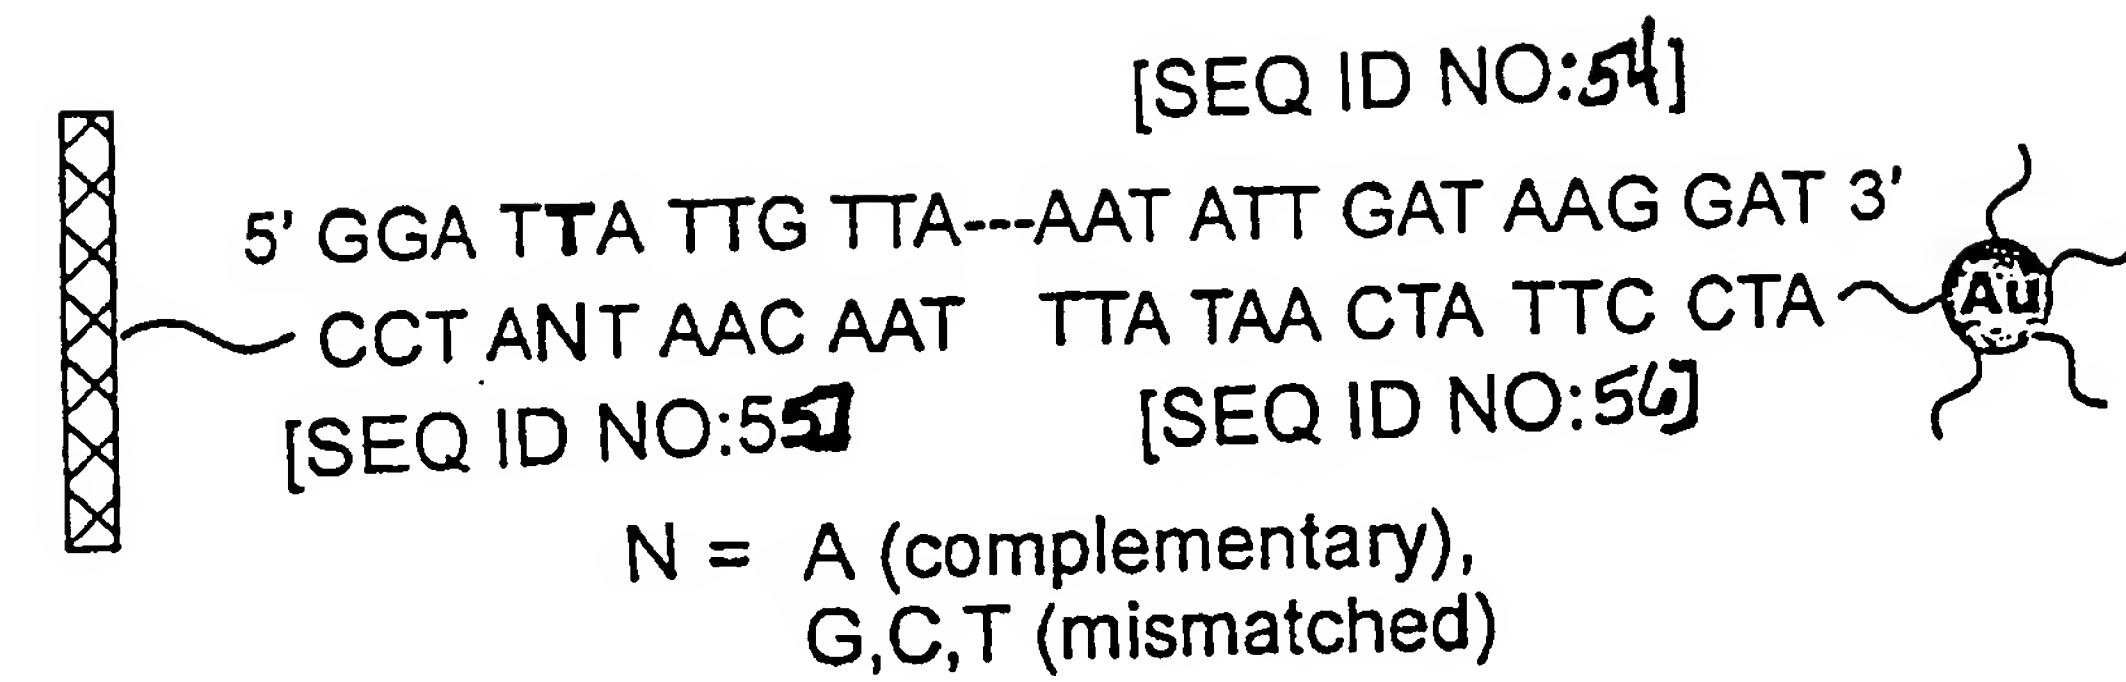 [SEQ ID NO:54]
5' GGA TTA TTG TTA---AAT ATT GAT AAG GAT 3'
CCT ANT AAC AAT TTA TAA CTA TTC CTA
Au
[SEQ ID NO:55]
[SEQ ID NO:56]
N = A (complementary),
G,C,T (mismatched)